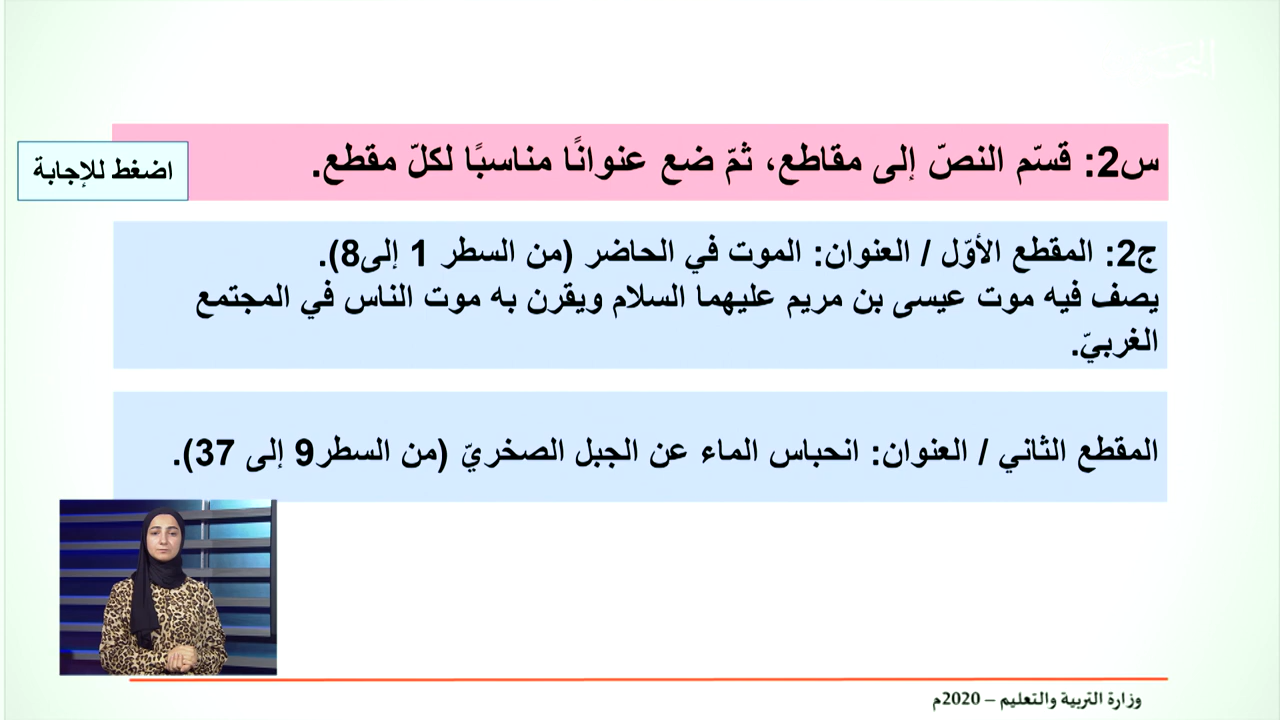 س2: قسّم النصّ إلى مقاطع، ثمّ ضع عنوانًا مناسبًا لكلّ مقطع.
اضغط للإجابة
ج2: المقطع الأوّل / العنوان: الموت في الحاضر (من السطر 1 إلى8).
يصف فيه موت عيسى بن مريم عليهما السلام ويقرن به موت الناس في المجتمع
الغربيّ.
المقطع الثاني / العنوان: انحباس الماء عن الجبل الصخريّ (من السطر9 إلى 37).
وزارة التربية والتعليم – 2020م